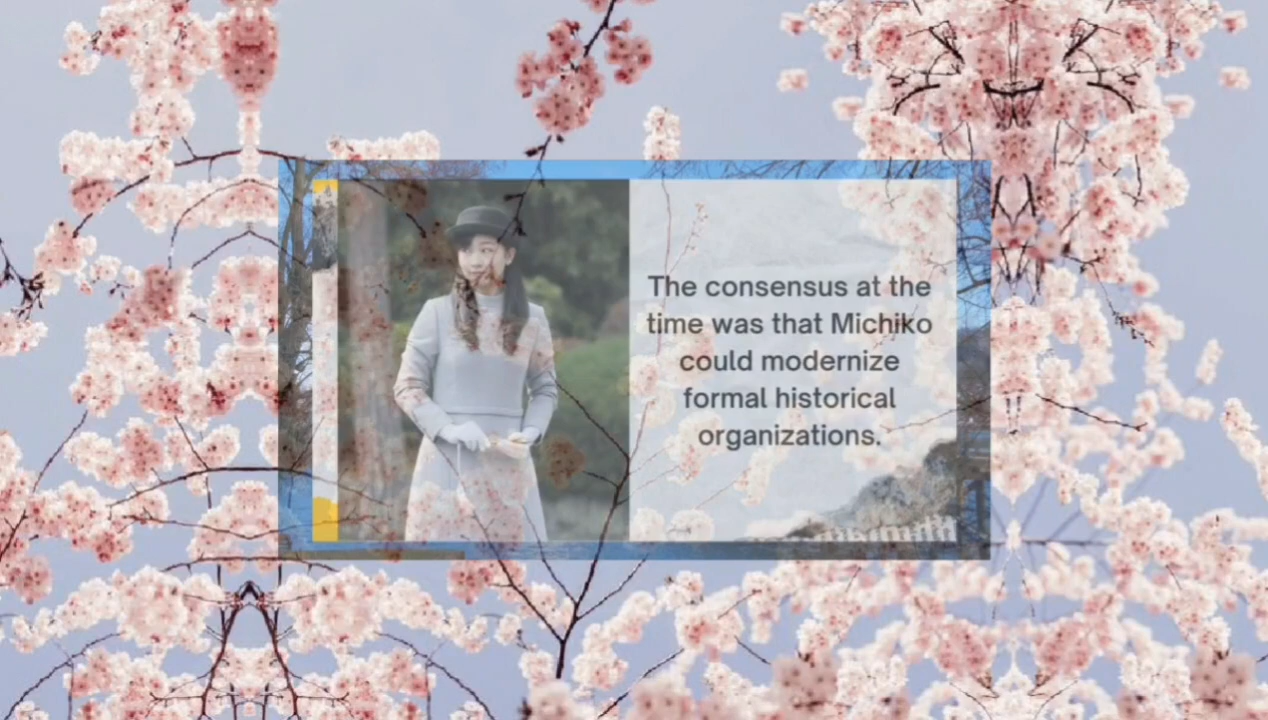 The consensus at the
time was that Michiko
could modernize
formal historical
organizations.